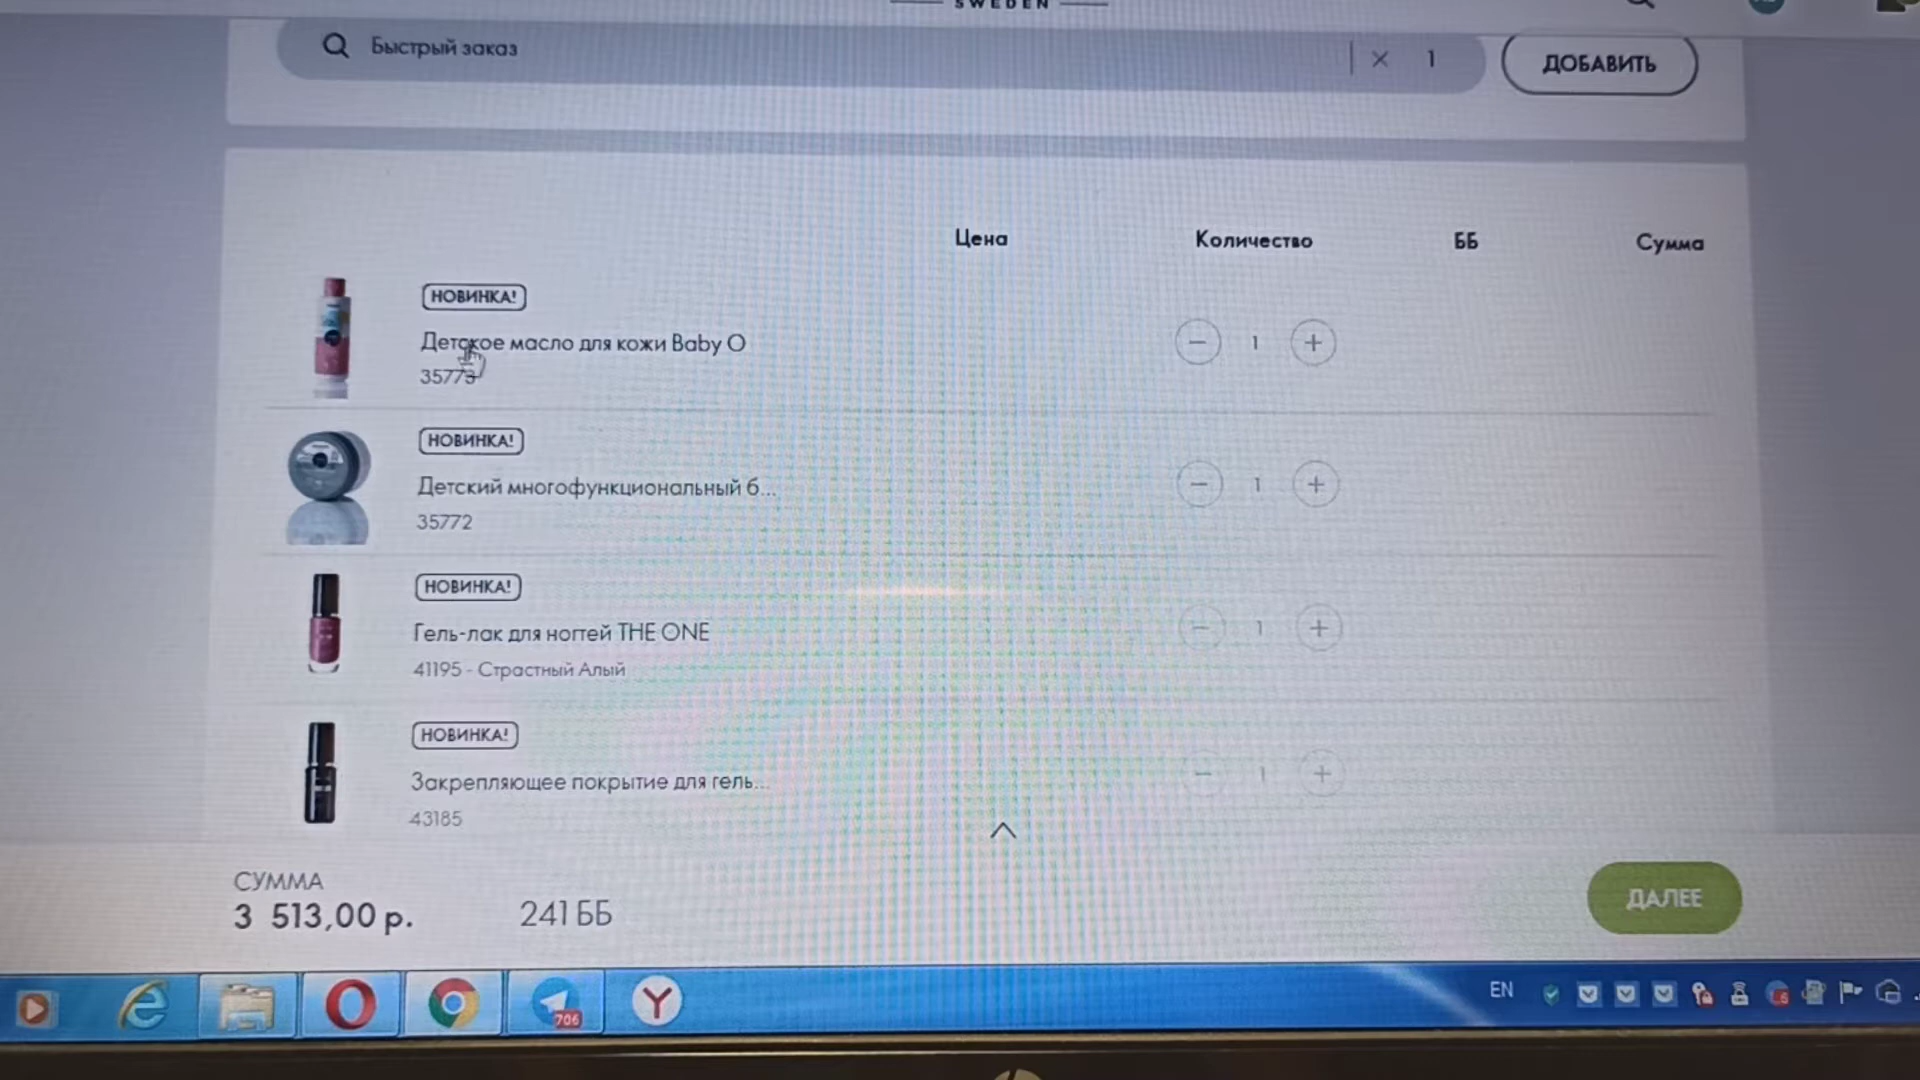 SWEDEN
Быстрый заказ
1
ДОБАВИТЬ
Цена Количество ББ Сумма
НОВИНКА!
Детское масло для кожи Baby O
1
35773
НОВИНКА!
Детский многофункциональный б...
1
35772
НОВИНКА!
Гель-лак для ногтей THE ONE
1
41195 - Страстный Алый
НОВИНКА!
Закрепляющее покрытие для гель...
1
43185
СУММА
3 513,00 р. 241 ББ
ДАЛЕЕ
EN
706